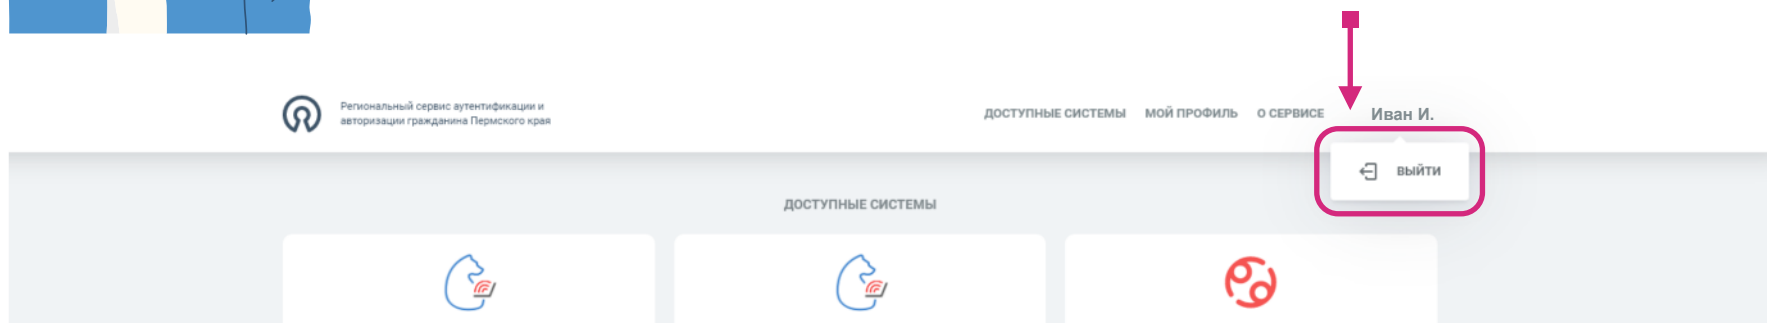 Региональный сервис аутентификации и
авторизации гражданина Пермского края
ДОСТУПНЫЕ СИСТЕМЫ МОЙ ПРОФИЛЬ О СЕРВИСЕ Иван И.
ВЫЙТИ
ДОСТУПНЫЕ СИСТЕМЫ